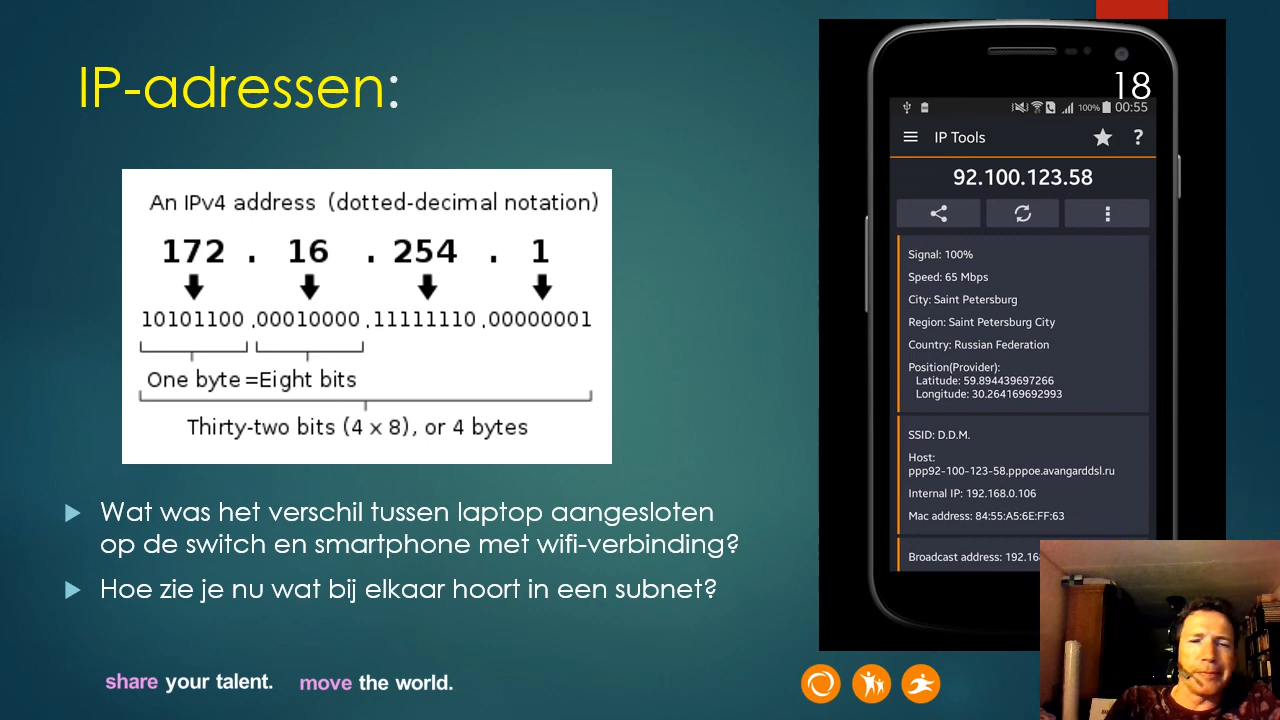 IP-adressen:
An IPv4 address (dotted-decimal notation)
172 . 16 . 254 . 1
10101100 .00010000 .11111110 .00000001
One byte =Eight bits
Thirty-two bits (4 x 8), or 4 bytes
Wat was het verschil tussen laptop aangesloten
op de switch en smartphone met wifi-verbinding?
Hoe zie je nu wat bij elkaar hoort in een subnet?
share your talent. move the world.
18
100% 00:55
IP Tools ?
92.100.123.58
Signal: 100%
Speed: 65 Mbps
City: Saint Petersburg
Region: Saint Petersburg City
Country: Russian Federation
Position(Provider):
Latitude: 59.894439697266
Longitude: 30.264169692993
SSID: D.D.M.
Host:
ppp92-100-123-58.pppoe.avangarddsl.ru
Internal IP: 192.168.0.106
Mac address: 84:55:A5:6E:FF:63
Broadcast address: 192.16